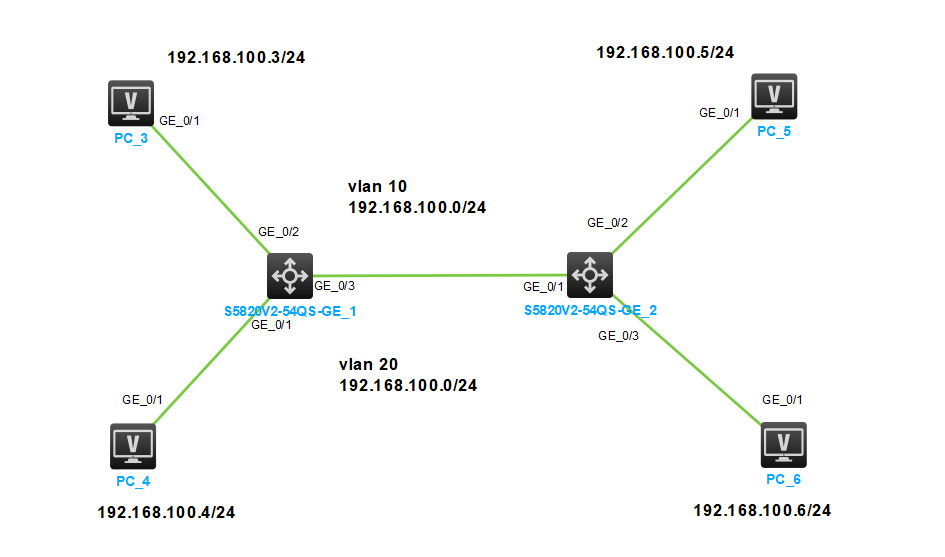 192.168.100.3/24
192.168.100.5/24
V
V
GE_0/1
GE_0/1
PC_3
PC_5
vlan 10
192.168.100.0/24
GE_0/2
GE_0/2
GE_0/3
GE_0/1
S5820V2-54QS-GE_1
S5820V2-54QS-GE_2
GE_0/1
GE_0/3
vlan 20
192.168.100.0/24
GE_0/1
GE_0/1
V
V
PC_4
PC_6
192.168.100.4/24
192.168.100.6/24